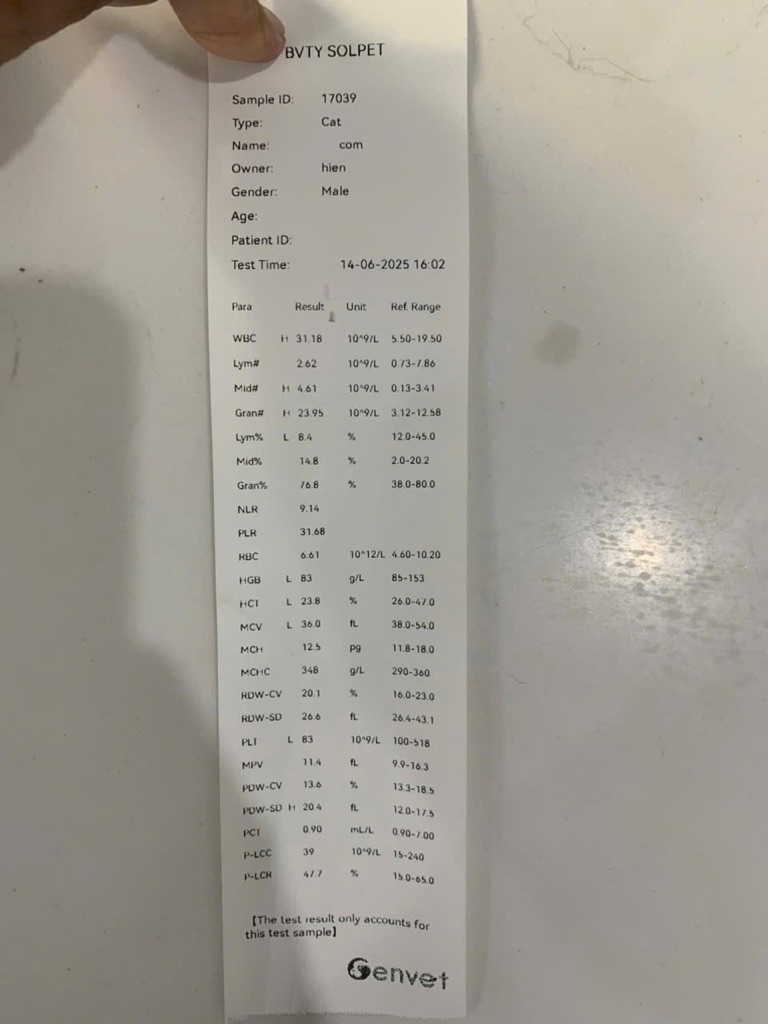 BVTY SOLPET
Sample ID: 17039
Type: Cat
Name: com
Owner: hien
Gender: Male
Age:
Patient ID:
Test Time: 14-06-2025 16:02
Para Result Unit Ref. Range
WBC H 31.18 10^9/L 5.50-19.50
Lym# 2.62 10^9/L 0.73-7.86
Mid# H 4.61 10^9/L 0.13-3.41
Gran# H 23.95 10^9/L 3.12-12.58
Lym% L 8.4 % 12.0-45.0
Mid% 14.8 % 2.0-20.2
Gran% 76.8 % 38.0-80.0
NLR 9.14
PLR 31.68
RBC 6.61 10^12/L 4.60-10.20
HGB L 83 g/L 85-153
HCT L 23.8 % 26.0-47.0
MCV L 36.0 fL 38.0-54.0
MCH 12.5 pg 11.8-18.0
MCHC 348 g/L 290-360
RDW-CV 20.1 % 16.0-23.0
RDW-SD 26.6 fL 26.4-43.1
PLT L 83 10^9/L 100-518
MPV 11.4 fL 9.9-16.3
PDW-CV 13.6 % 13.3-18.5
PDW-SD H 20.4 fL 12.0-17.5
PCT 0.90 mL/L 0.90-7.00
P-LCC 39 10^9/L 15-240
P-LCR 47.7 % 15.0-65.0
【The test result only accounts for
this test sample】
Genvet